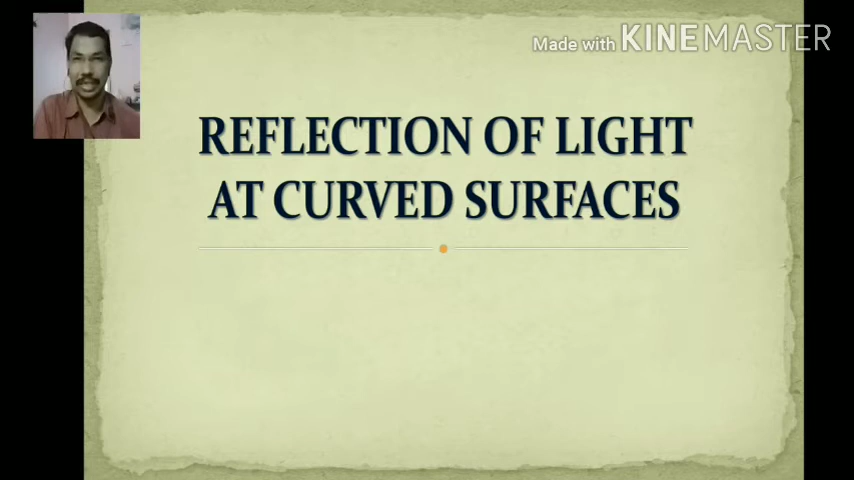 Made with KINEMASTER
REFLECTION OF LIGHT
AT CURVED SURFACES